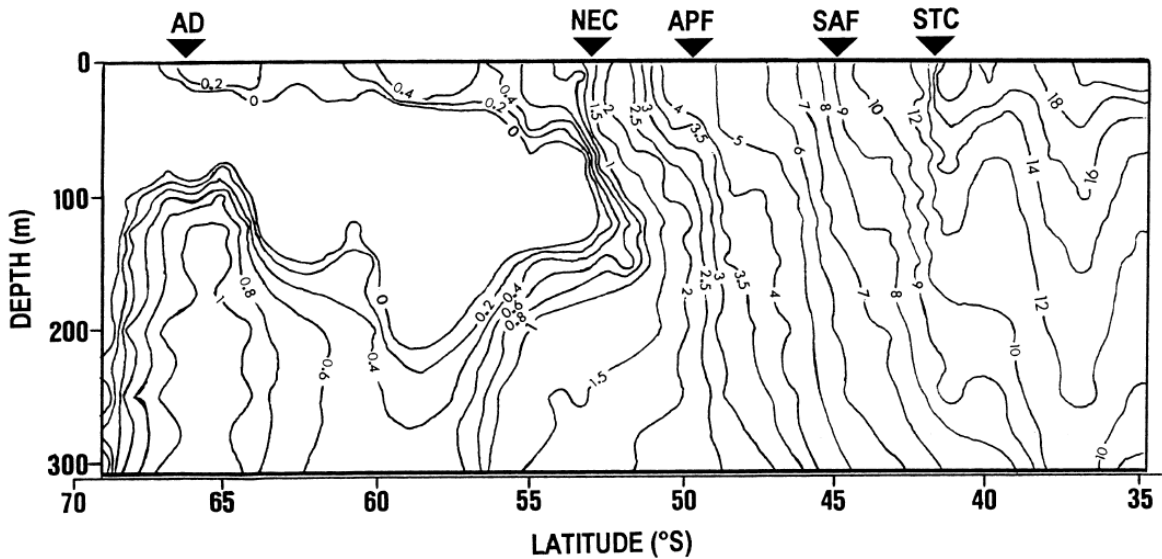 AD NEC APF SAF STC
0
100
200
300
DEPTH (m)
0.2 0 0.4 0.4 0.2 0 1.5 2 2.5 3 4 3.5 5 6 7 8 9 10 12 18 16 14
1
0.8 1 0.6 0.4 0 0.2 0.4 0.6 0.8 1.5 2 2.5 3 3.5 4 6 7 8 9 10 12 10
70 65 60 55 50 45 40 35
LATITUDE (°S)